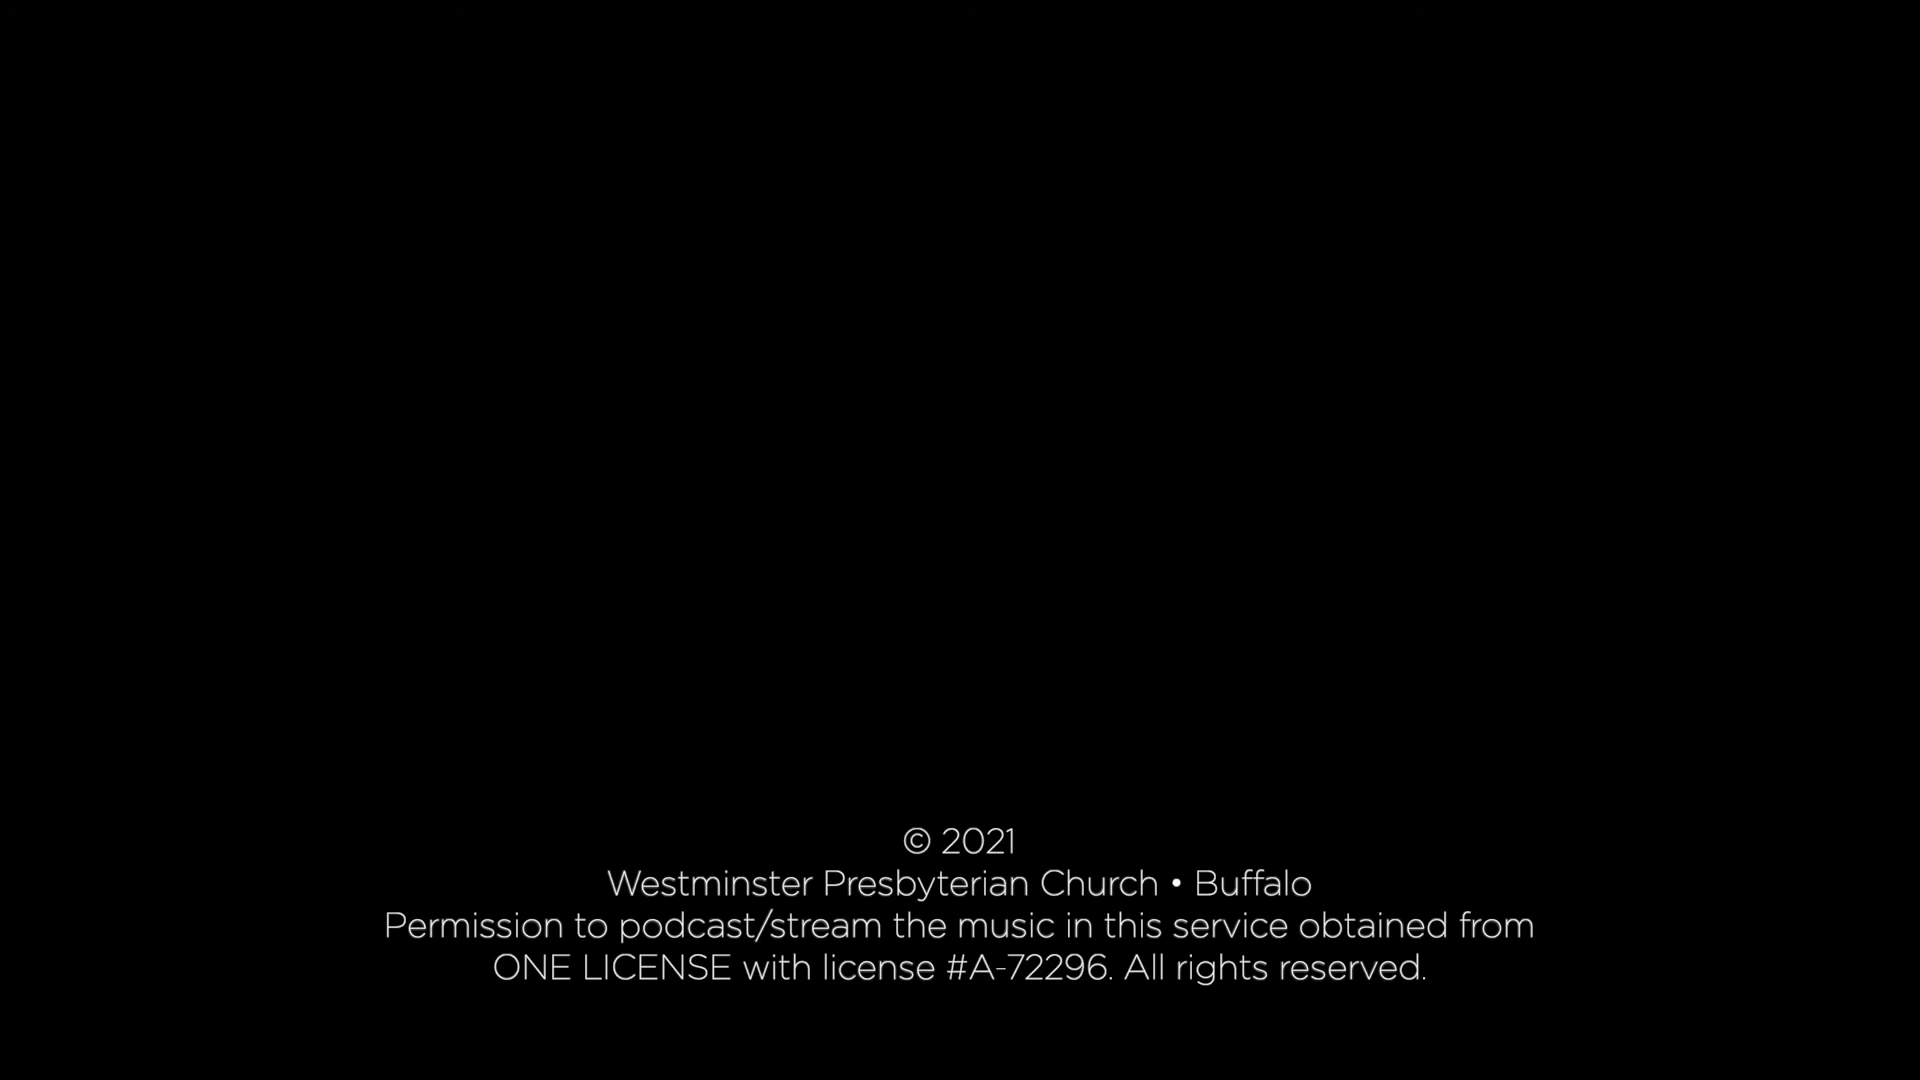 © 2021
Westminster Presbyterian Church • Buffalo
Permission to podcast/stream the music in this service obtained from
ONE LICENSE with license #A-72296. All rights reserved.